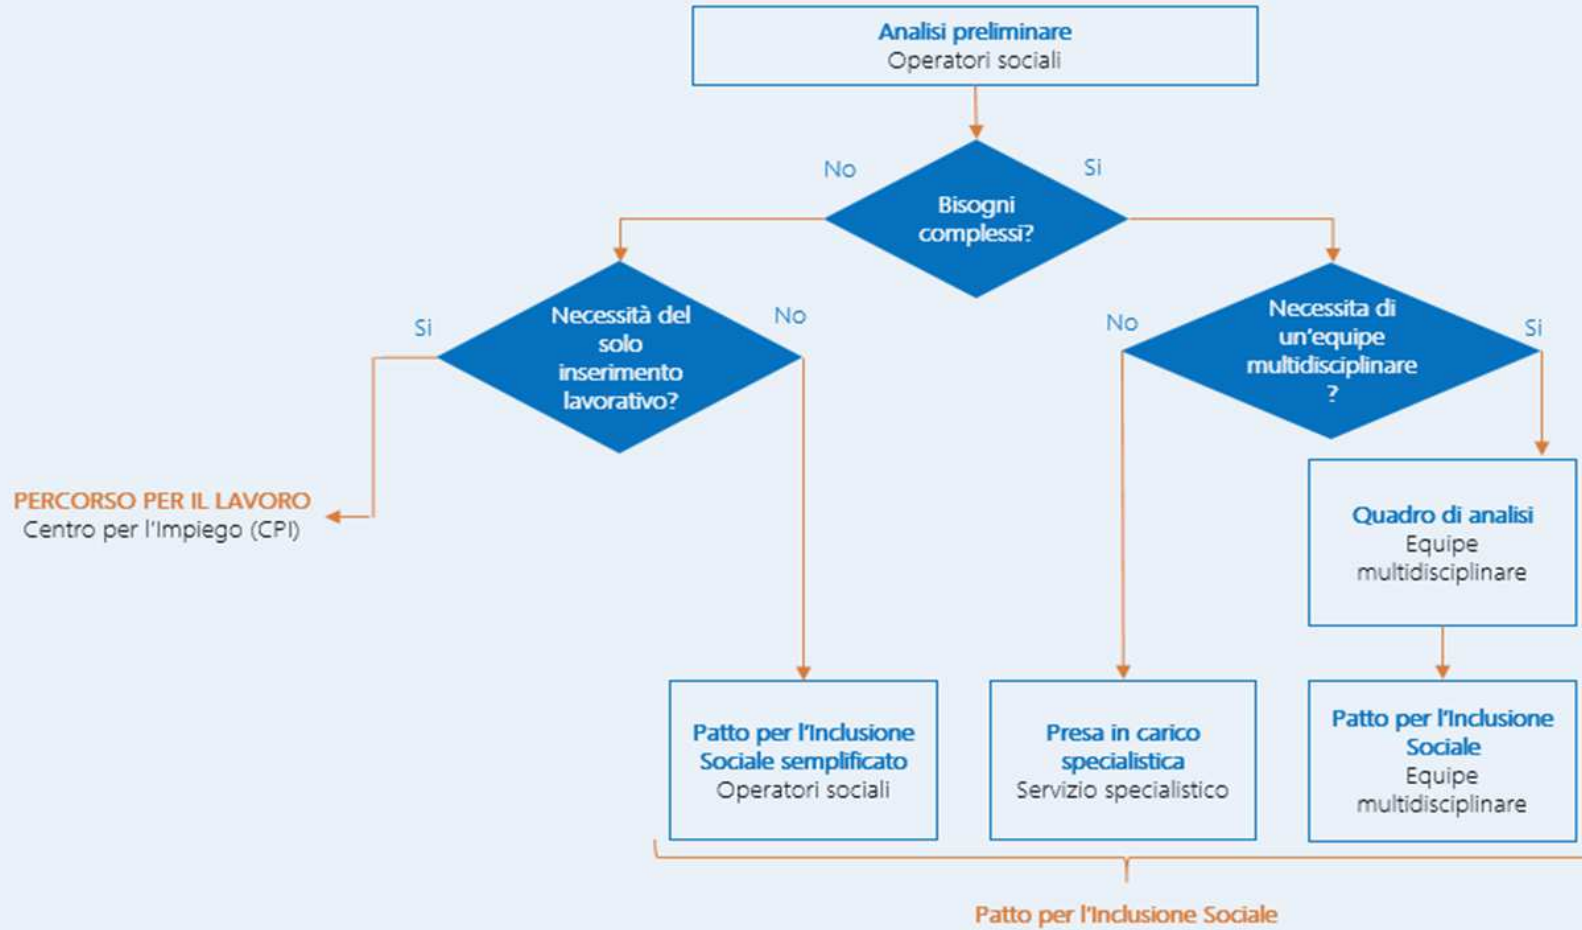 Analisi preliminare
Operatori sociali
No
Si
Bisogni
complessi?
Si
Necessità del
solo
inserimento
lavorativo?
No
No
Necessita di
un'equipe
multidisciplinare
?
Si
PERCORSO PER IL LAVORO
Centro per l'Impiego (CPI)
Quadro di analisi
Equipe
multidisciplinare
Patto per l'Inclusione
Sociale semplificato
Operatori sociali
Presa in carico
specialistica
Servizio specialistico
Patto per l'Inclusione
Sociale
Equipe
multidisciplinare
Patto per l'Inclusione Sociale